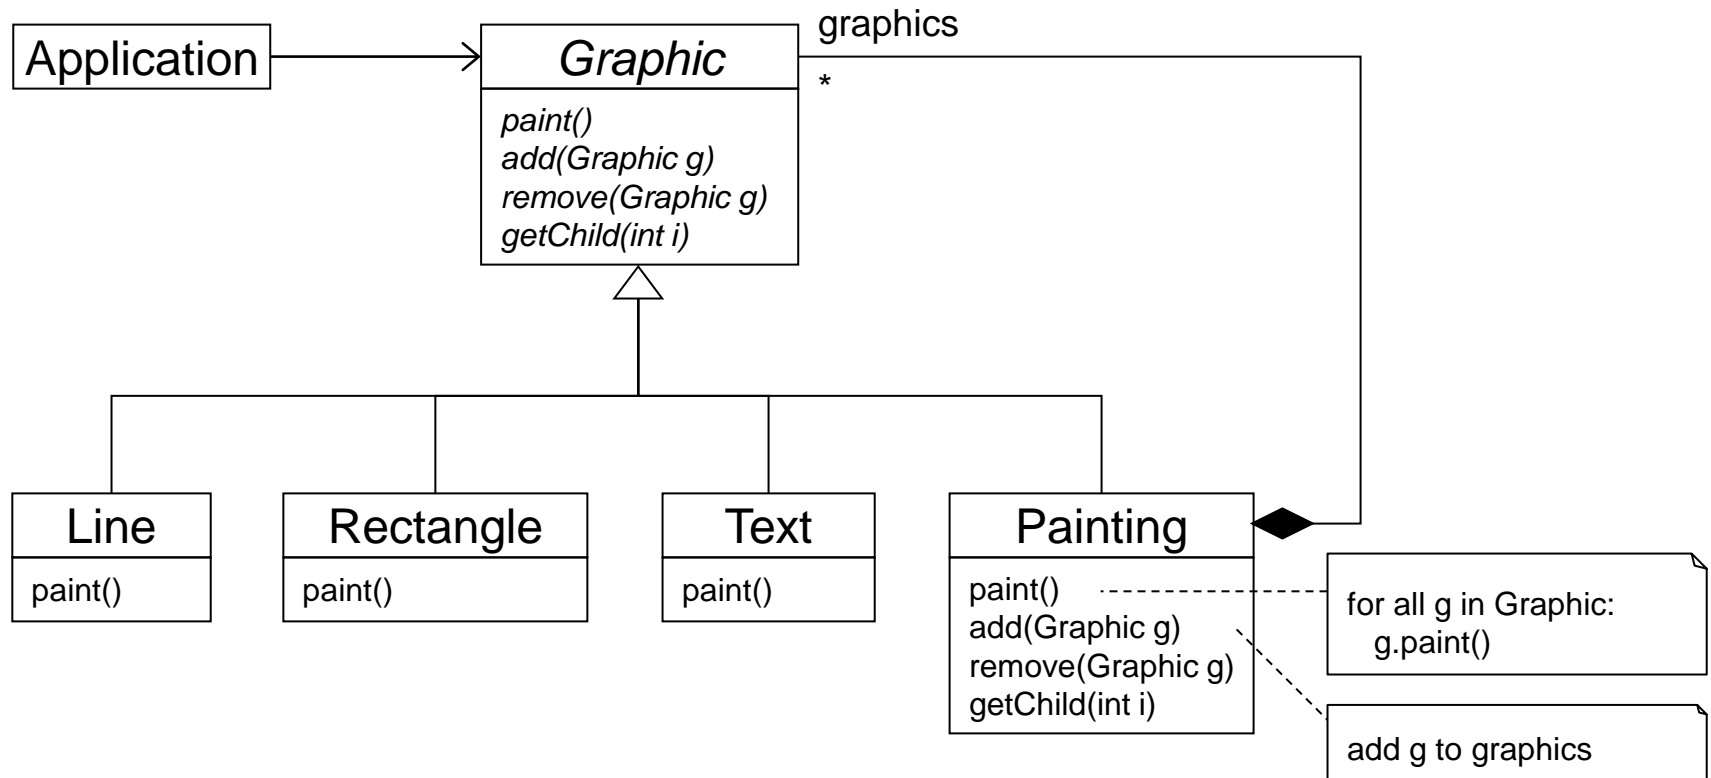 Application
Graphic
graphics
*
paint()
add(Graphic g)
remove(Graphic g)
getChild(int i)
Line
paint()
Rectangle
paint()
Text
paint()
Painting
paint()
add(Graphic g)
remove(Graphic g)
getChild(int i)
for all g in Graphic:
g.paint()
add g to graphics